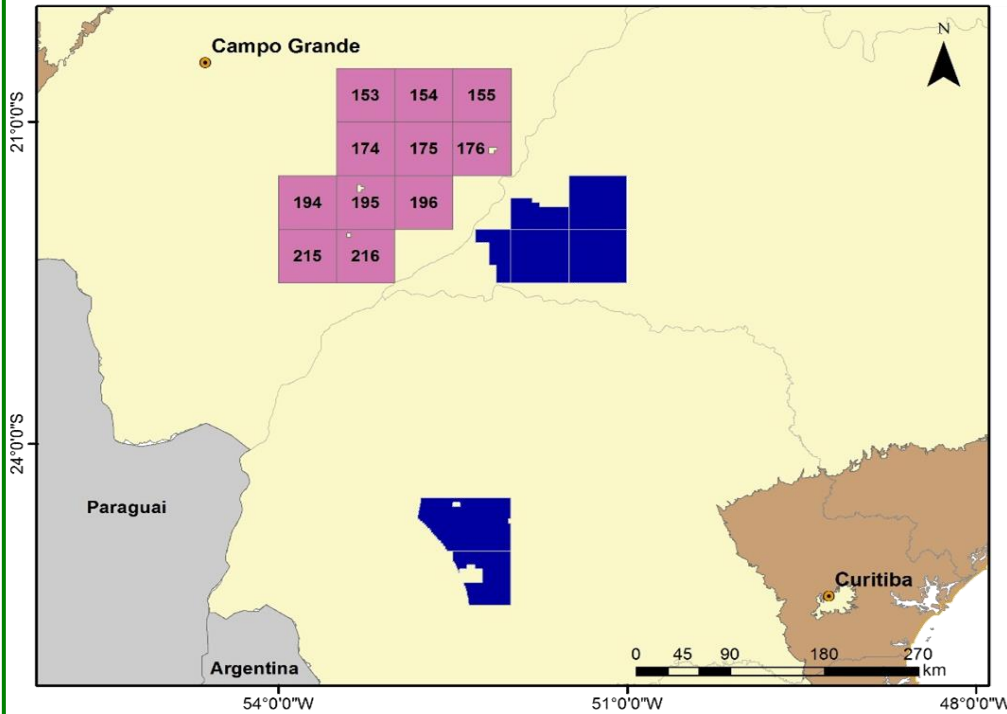 N
Campo Grande
153 154 155
21°0'0"S
174 175 176
194 195 196
215 216
24°0'0"S
Paraguai
Curitiba
Argentina
0 45 90 180 270
km
54°0'0"W 51°0'0"W 48°0'0"W